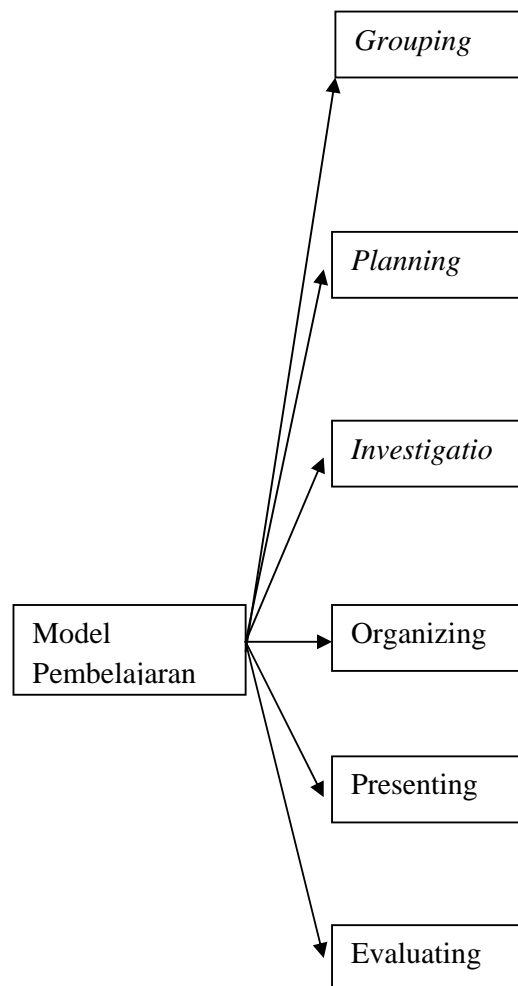 Grouping
Planning
Investigatio
Model
Pembelajaran
Organizing
Presenting
Evaluating